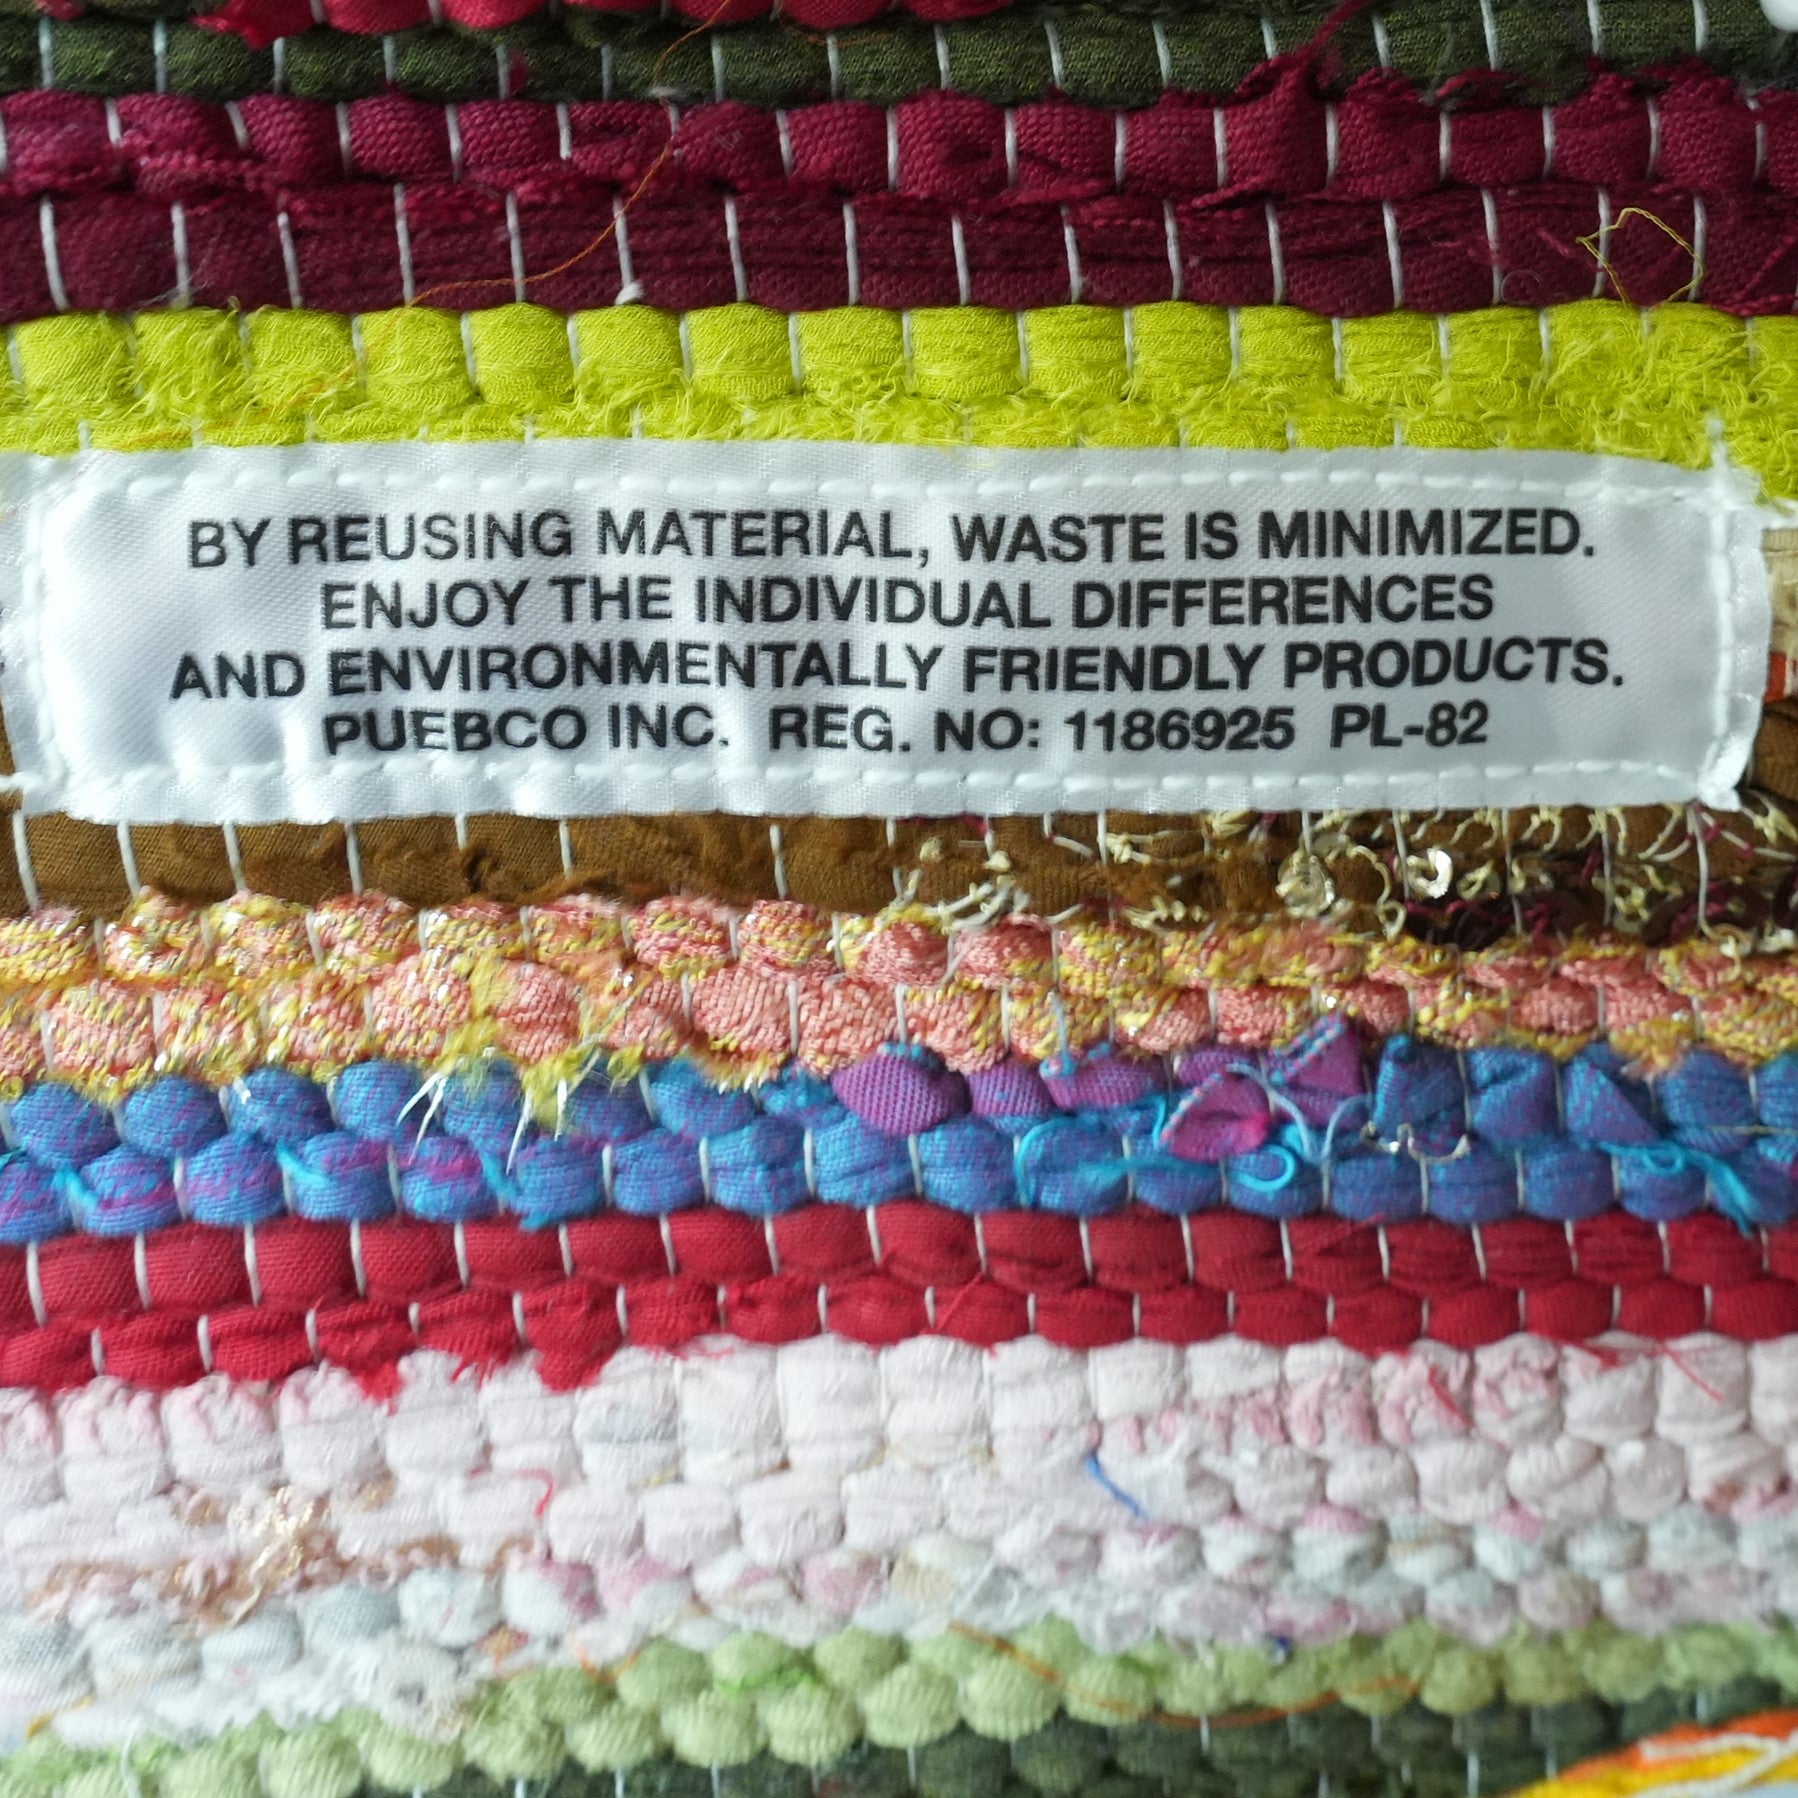 BY REUSING MATERIAL, WASTE IS MINIMIZED.
ENJOY THE INDIVIDUAL DIFFERENCES
AND ENVIRONMENTALLY FRIENDLY PRODUCTS.
PUEBCO INC. REG. NO: 1186925 PL-82